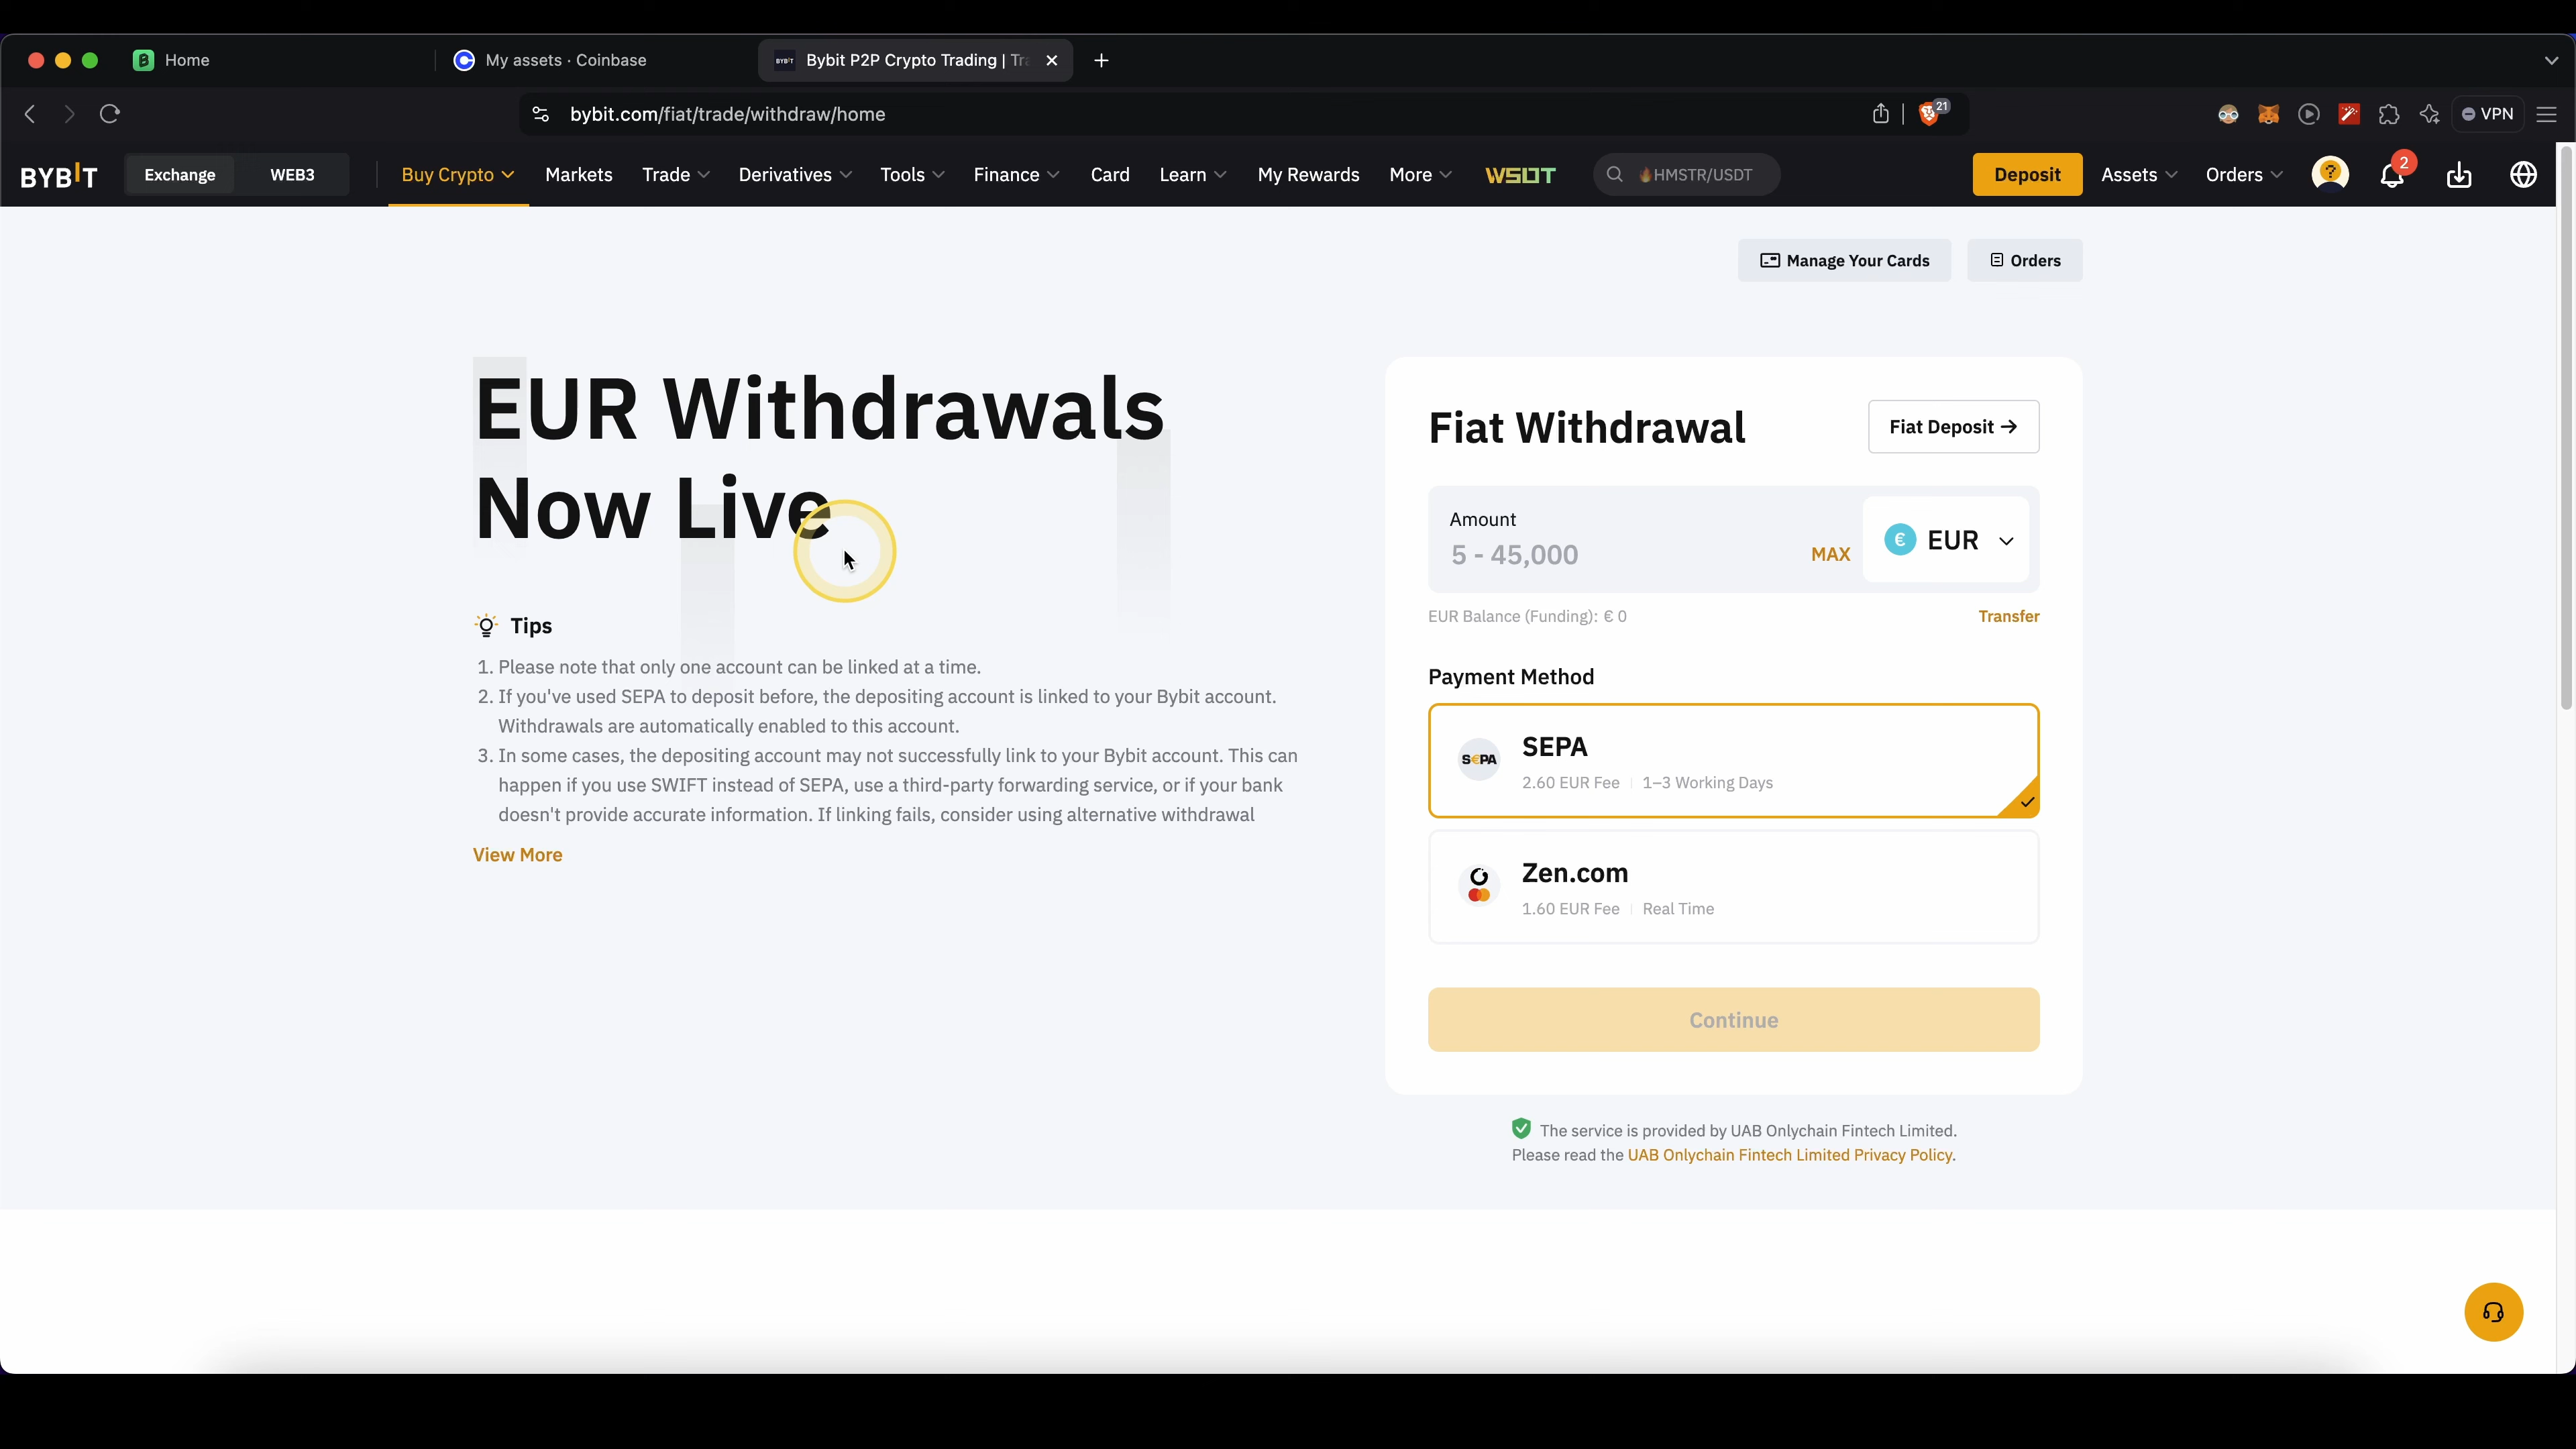 Home
My assets · Coinbase
BYBIT Bybit P2P Crypto Trading | Tr
bybit.com/fiat/trade/withdraw/home
21
VPN
BYBIT
Exchange
WEB3
Buy Crypto
Markets
Trade
Derivatives
Tools
Finance
Card
Learn
My Rewards
More
WSOT
HMSTR/USDT
Deposit
Assets
Orders
2
Manage Your Cards
Orders
EUR Withdrawals
Now Live
Tips
1. Please note that only one account can be linked at a time.
2. If you've used SEPA to deposit before, the depositing account is linked to your Bybit account.
Withdrawals are automatically enabled to this account.
3. In some cases, the depositing account may not successfully link to your Bybit account. This can
happen if you use SWIFT instead of SEPA, use a third-party forwarding service, or if your bank
doesn't provide accurate information. If linking fails, consider using alternative withdrawal
View More
Fiat Withdrawal
Fiat Deposit →
Amount
5 - 45,000
MAX
€ EUR
EUR Balance (Funding): € 0
Transfer
Payment Method
S€PA
SEPA
2.60 EUR Fee | 1–3 Working Days
Zen.com
1.60 EUR Fee | Real Time
Continue
The service is provided by UAB Onlychain Fintech Limited.
Please read the UAB Onlychain Fintech Limited Privacy Policy.